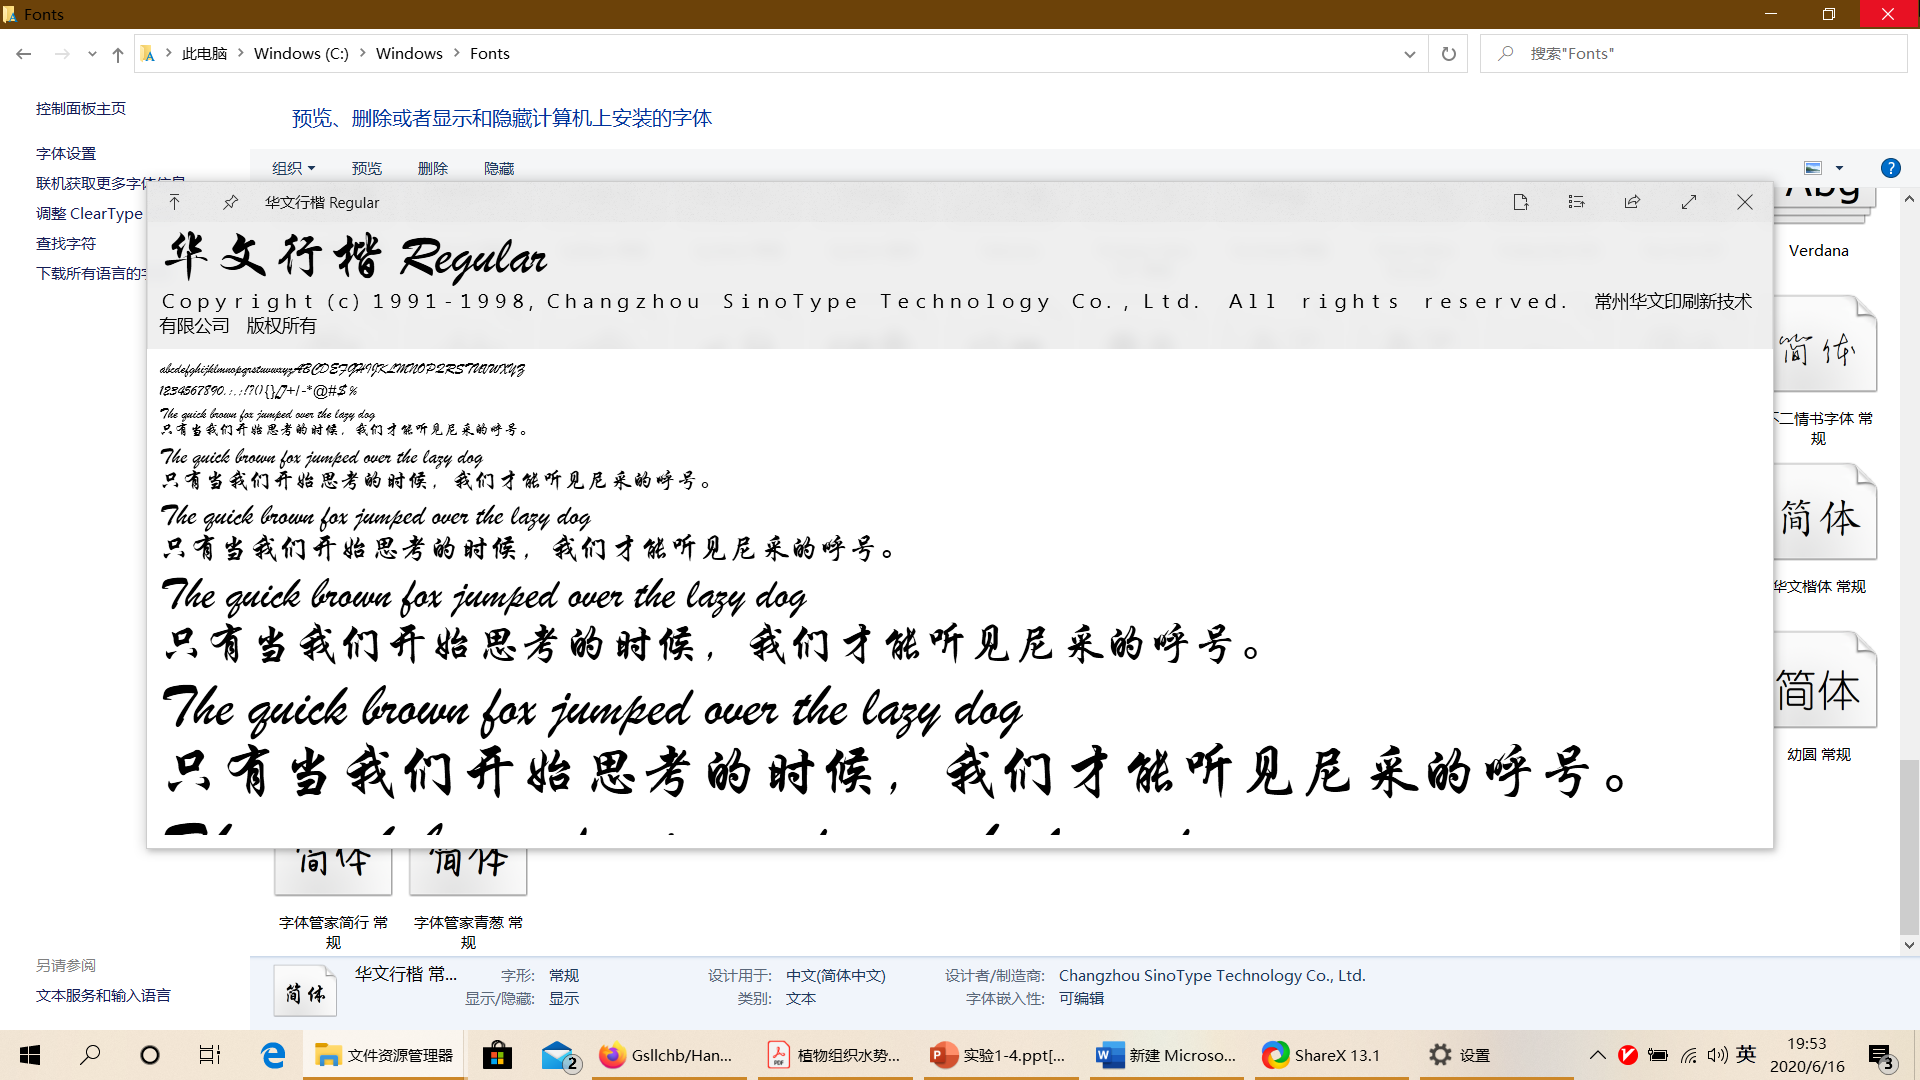 Fonts
此电脑 Windows (C:) Windows Fonts
搜索"Fonts"
控制面板主页
字体设置
联机获取更多字体信息
调整 ClearType
查找字符
下载所有语言的字
预览、删除或者显示和隐藏计算机上安装的字体
组织 预览 删除 隐藏
华文行楷 Regular
华文行楷 Regular
Copyright (c) 1991-1998, Changzhou SinoType Technology Co., Ltd. All rights reserved. 常州华文印刷新技术
有限公司 版权所有
abcdefghijklmnopqrstuvwxyzABCDEFGHIJKLMNOPQRSTUVWXYZ
1234567890.:,;!?(){}[]+/-*@#$%
The quick brown fox jumped over the lazy dog
只有当我们开始思考的时候，我们才能听见尼采的呼号。
The quick brown fox jumped over the lazy dog
只有当我们开始思考的时候，我们才能听见尼采的呼号。
The quick brown fox jumped over the lazy dog
只有当我们开始思考的时候，我们才能听见尼采的呼号。
The quick brown fox jumped over the lazy dog
只有当我们开始思考的时候，我们才能听见尼采的呼号。
The quick brown fox jumped over the lazy dog
只有当我们开始思考的时候，我们才能听见尼采的呼号。
Abg
Verdana
简体
不二情书字体 常
规
简体
华文楷体 常规
简体
幼圆 常规
简体 简体
字体管家简行 常
规
字体管家青葱 常
规
另请参阅
文本服务和输入语言
简体
华文行楷 常... 字形: 常规 设计用于: 中文(简体中文) 设计者/制造商: Changzhou SinoType Technology Co., Ltd.
显示/隐藏: 显示 类别: 文本 字体嵌入性: 可编辑
文件资源管理器 2 Gsllchb/Han... 植物组织水势... 实验1-4.ppt[... 新建 Microso... ShareX 13.1 设置 英
19:53
2020/6/16
3